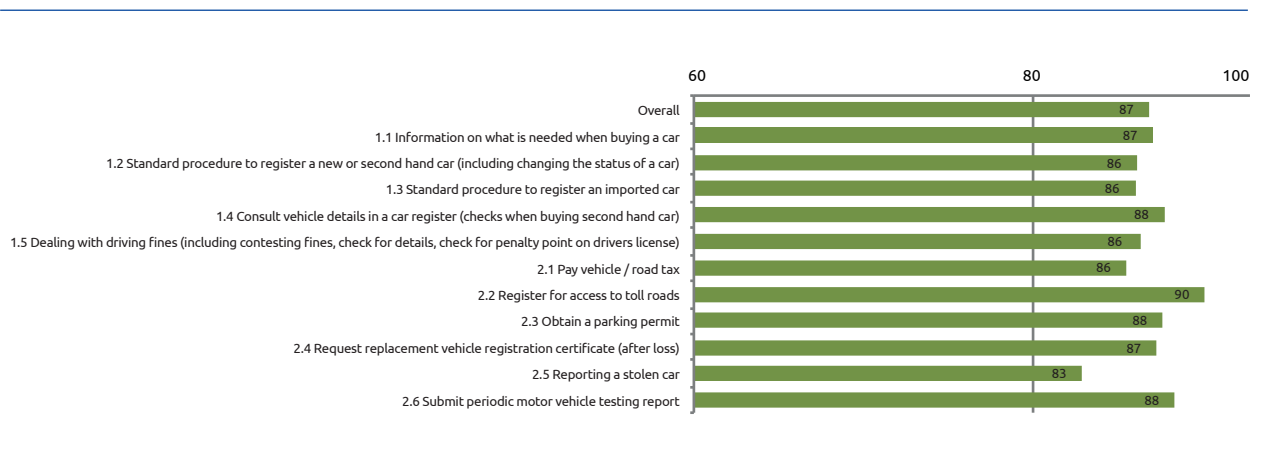 60 80 100
Overall 87
1.1 Information on what is needed when buying a car 87
1.2 Standard procedure to register a new or second hand car (including changing the status of a car) 86
1.3 Standard procedure to register an imported car 86
1.4 Consult vehicle details in a car register (checks when buying second hand car) 88
1.5 Dealing with driving fines (including contesting fines, check for details, check for penalty point on drivers license) 86
2.1 Pay vehicle / road tax 86
2.2 Register for access to toll roads 90
2.3 Obtain a parking permit 88
2.4 Request replacement vehicle registration certificate (after loss) 87
2.5 Reporting a stolen car 83
2.6 Submit periodic motor vehicle testing report 88